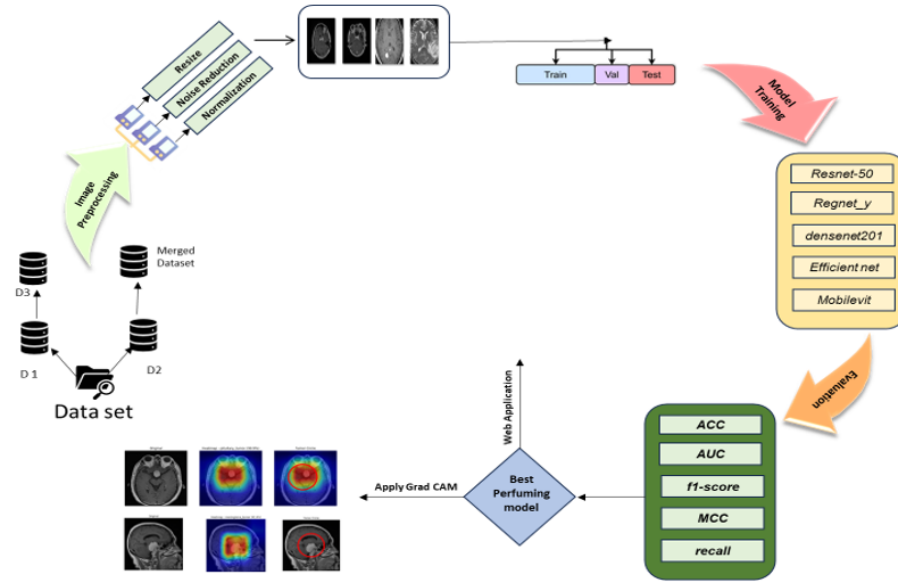 Resize
Noise Reduction
Normalization
Image
Preprocessing
Train
Val
Test
Model
Training
Resnet-50
Regnet_y
densenet201
Efficient net
Mobilevit
Evaluation
ACC
AUC
f1-score
MCC
recall
Best
Perfuming
model
Web Application
Apply Grad CAM
Merged
Dataset
D3
D 1
D2
Data set